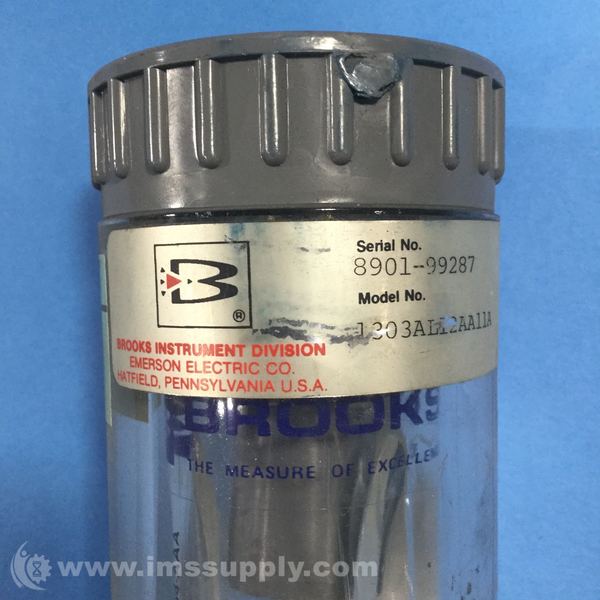 Serial No.
8901-99287
Model No.
B
®
BROOKS INSTRUMENT DIVISION
EMERSON ELECTRIC CO.
HATFIELD, PENNSYLVANIA U.S.A.
BROOKS
THE MEASURE OF EXCELLE
www.imssupply.com